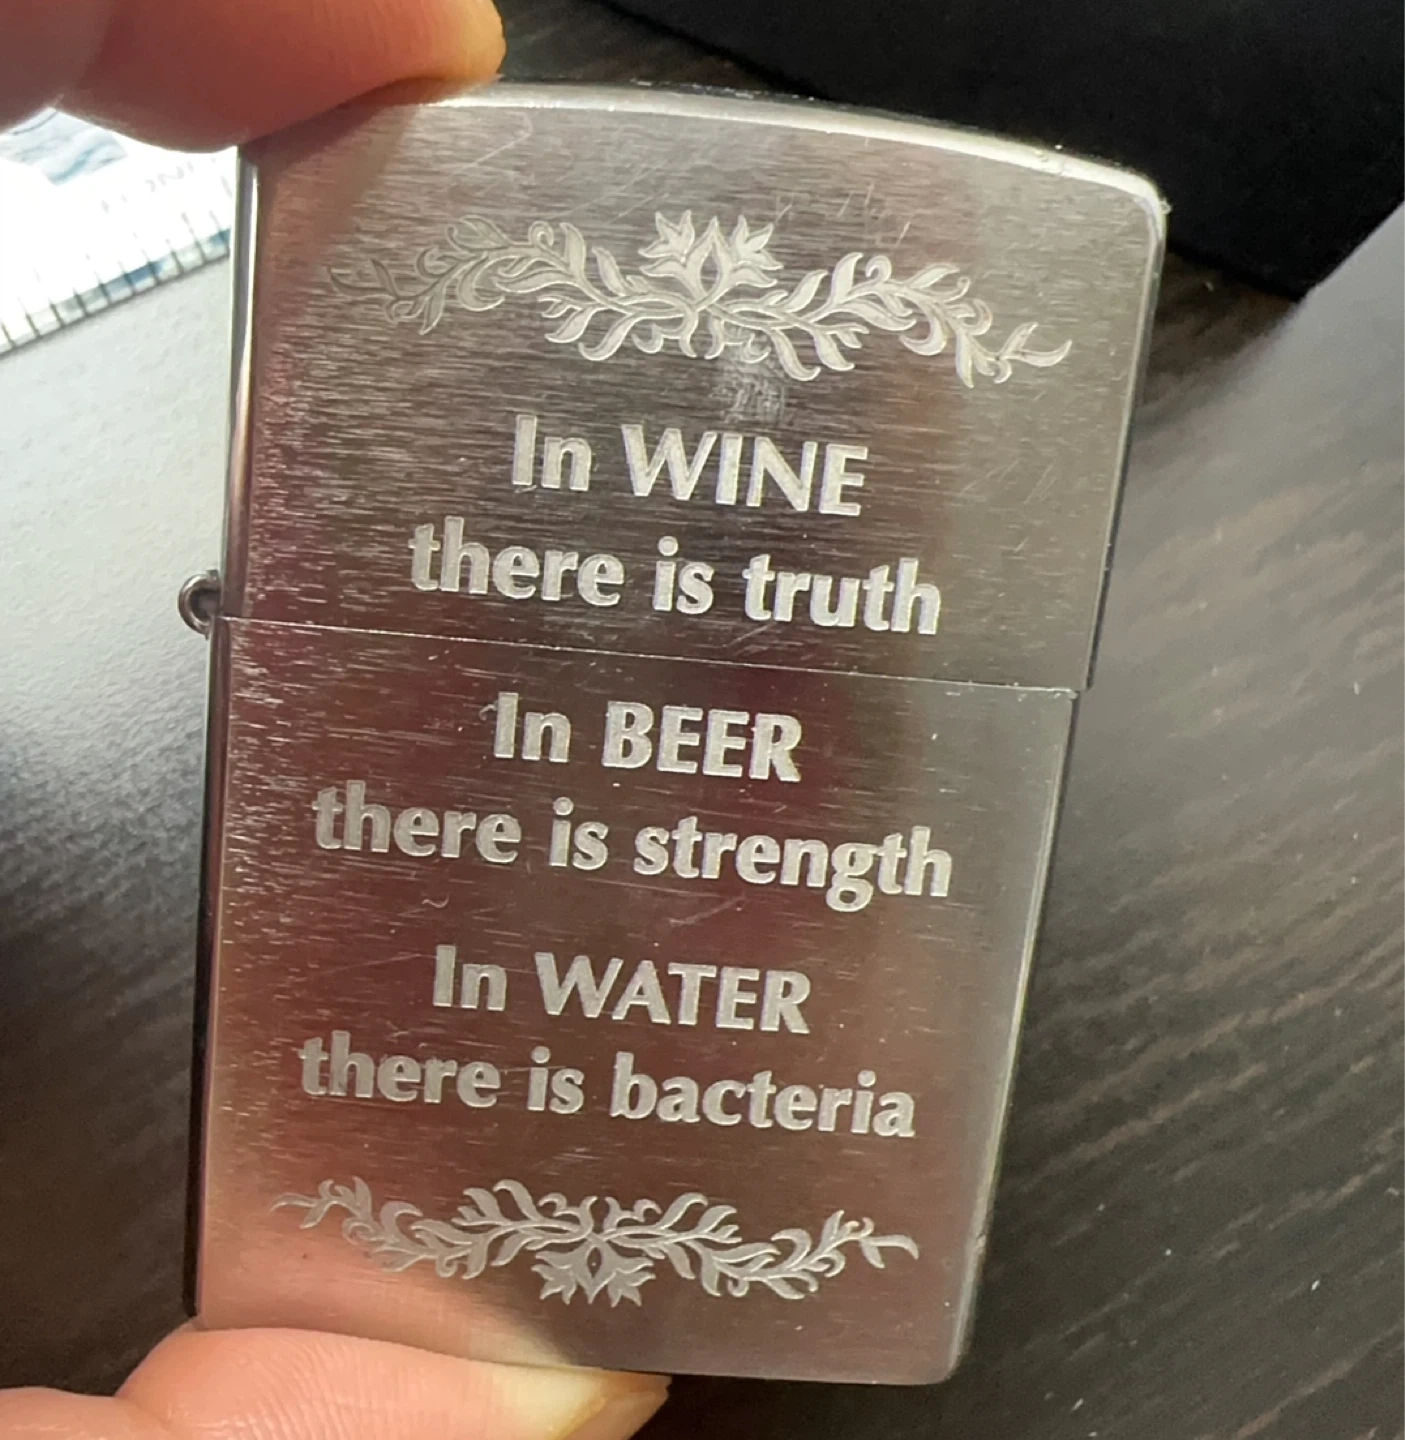 In WINE
there is truth
In BEER
there is strength
In WATER
there is bacteria